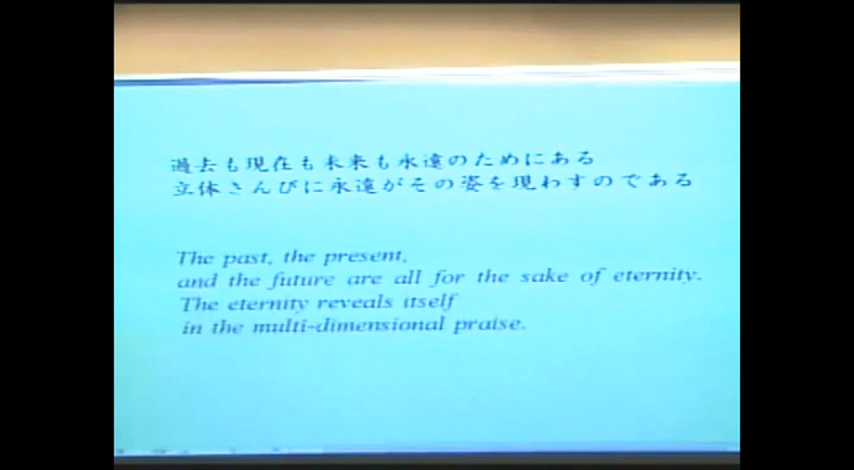 過去も現在も未来も永遠のためにある
立体さんびに永遠がその姿を現わすのである
The past, the present,
and the future are all for the sake of eternity.
The eternity reveals itself
in the multi-dimensional praise.